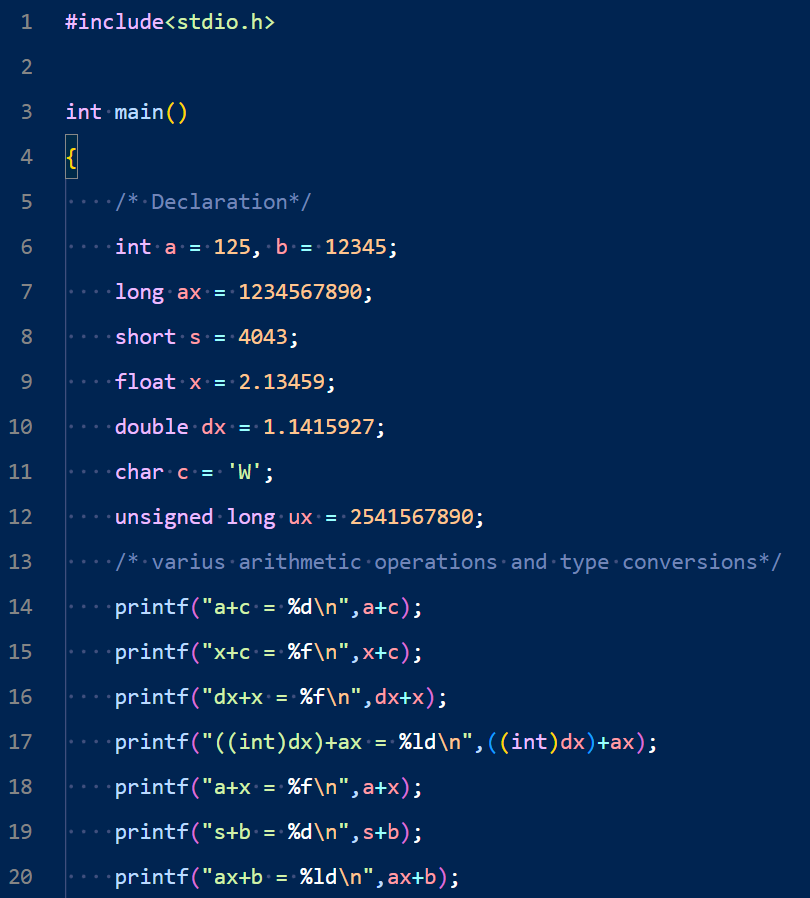 1 #include<stdio.h>
2
3 int main()
4 {
5     /* Declaration*/
6     int a = 125, b = 12345;
7     long ax = 1234567890;
8     short s = 4043;
9     float x = 2.13459;
10     double dx = 1.1415927;
11     char c = 'W';
12     unsigned long ux = 2541567890;
13     /* varius arithmetic operations and type conversions*/
14     printf("a+c = %d\n",a+c);
15     printf("x+c = %f\n",x+c);
16     printf("dx+x = %f\n",dx+x);
17     printf("((int)dx)+ax = %ld\n",((int)dx)+ax);
18     printf("a+x = %f\n",a+x);
19     printf("s+b = %d\n",s+b);
20     printf("ax+b = %ld\n",ax+b);